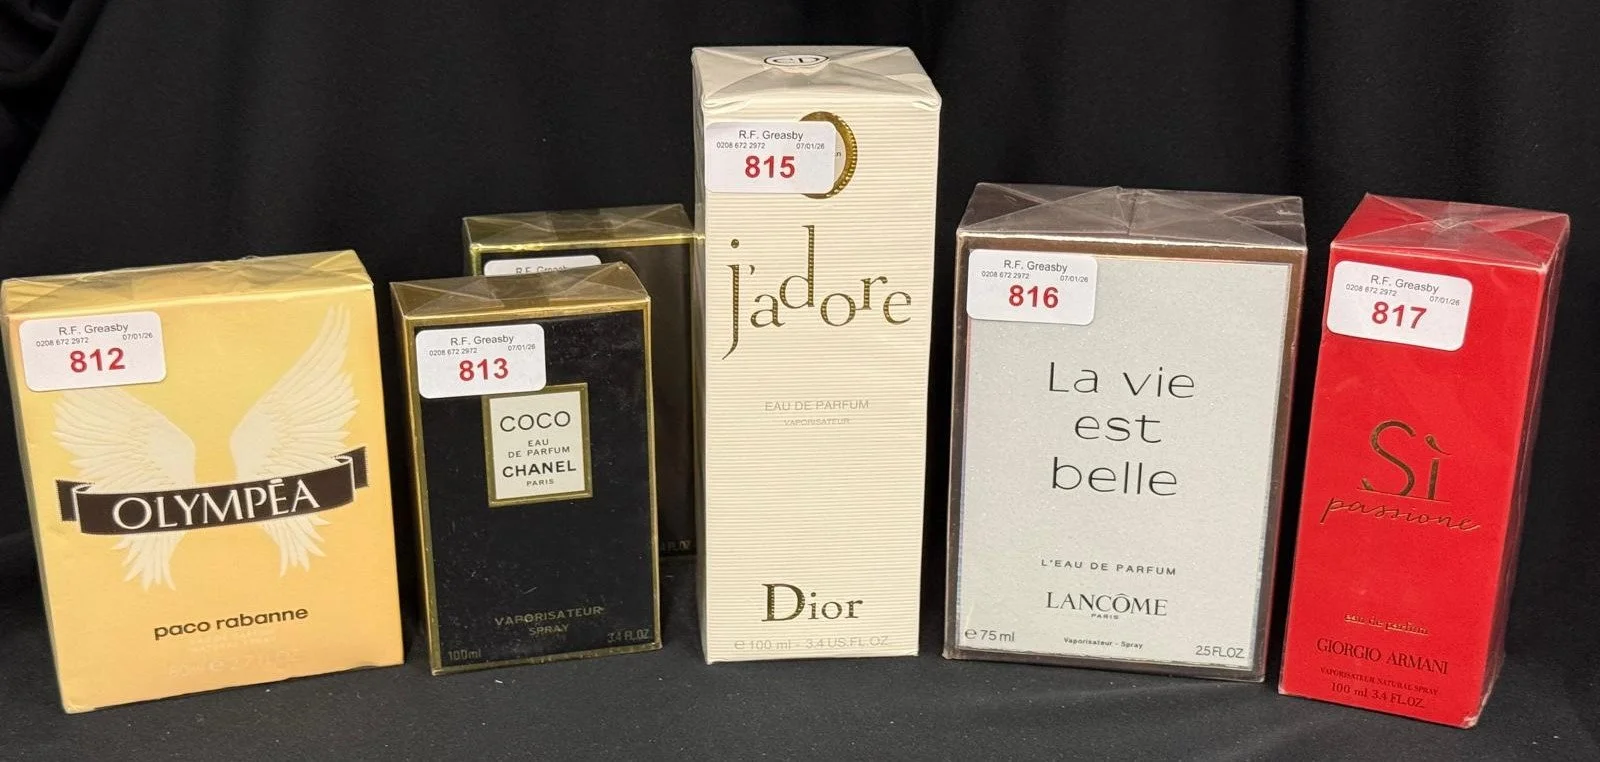 R.F. Greasby
0208 672 2972 07/01/26
812
OLYMPĒA
paco rabanne
R.F. Greasby
0208 672 2972 07/01/26
813
COCO
EAU
DE PARFUM
CHANEL
PARIS
VAPORISATEUR
SPRAY
100ml 3.4 FL.OZ.
R.F. Greasby
R.F. Greasby
0208 672 2972 07/01/26
815
CD
j'adore
EAU DE PARFUM
VAPORISATEUR
Dior
e 100 ml - 3.4 US.FL.OZ
R.F. Greasby
0208 672 2972 07/01/26
816
La vie
est
belle
L'EAU DE PARFUM
LANCÔME
PARIS
Vaporisateur - Spray
e 75 ml 2.5 FL.OZ
R.F. Greasby
0208 672 2972 07/01/26
817
Sì
passione
eau de parfum
GIORGIO ARMANI
VAPORISATEUR NATURAL SPRAY
100 ml 3.4 FL.OZ.